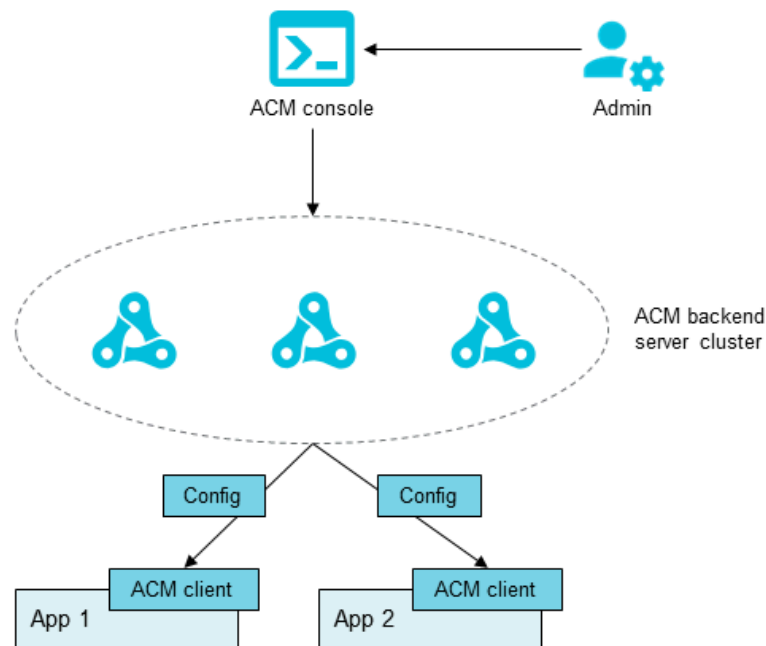 ACM console
Admin
ACM backend
server cluster
Config
Config
ACM client
App 1
ACM client
App 2